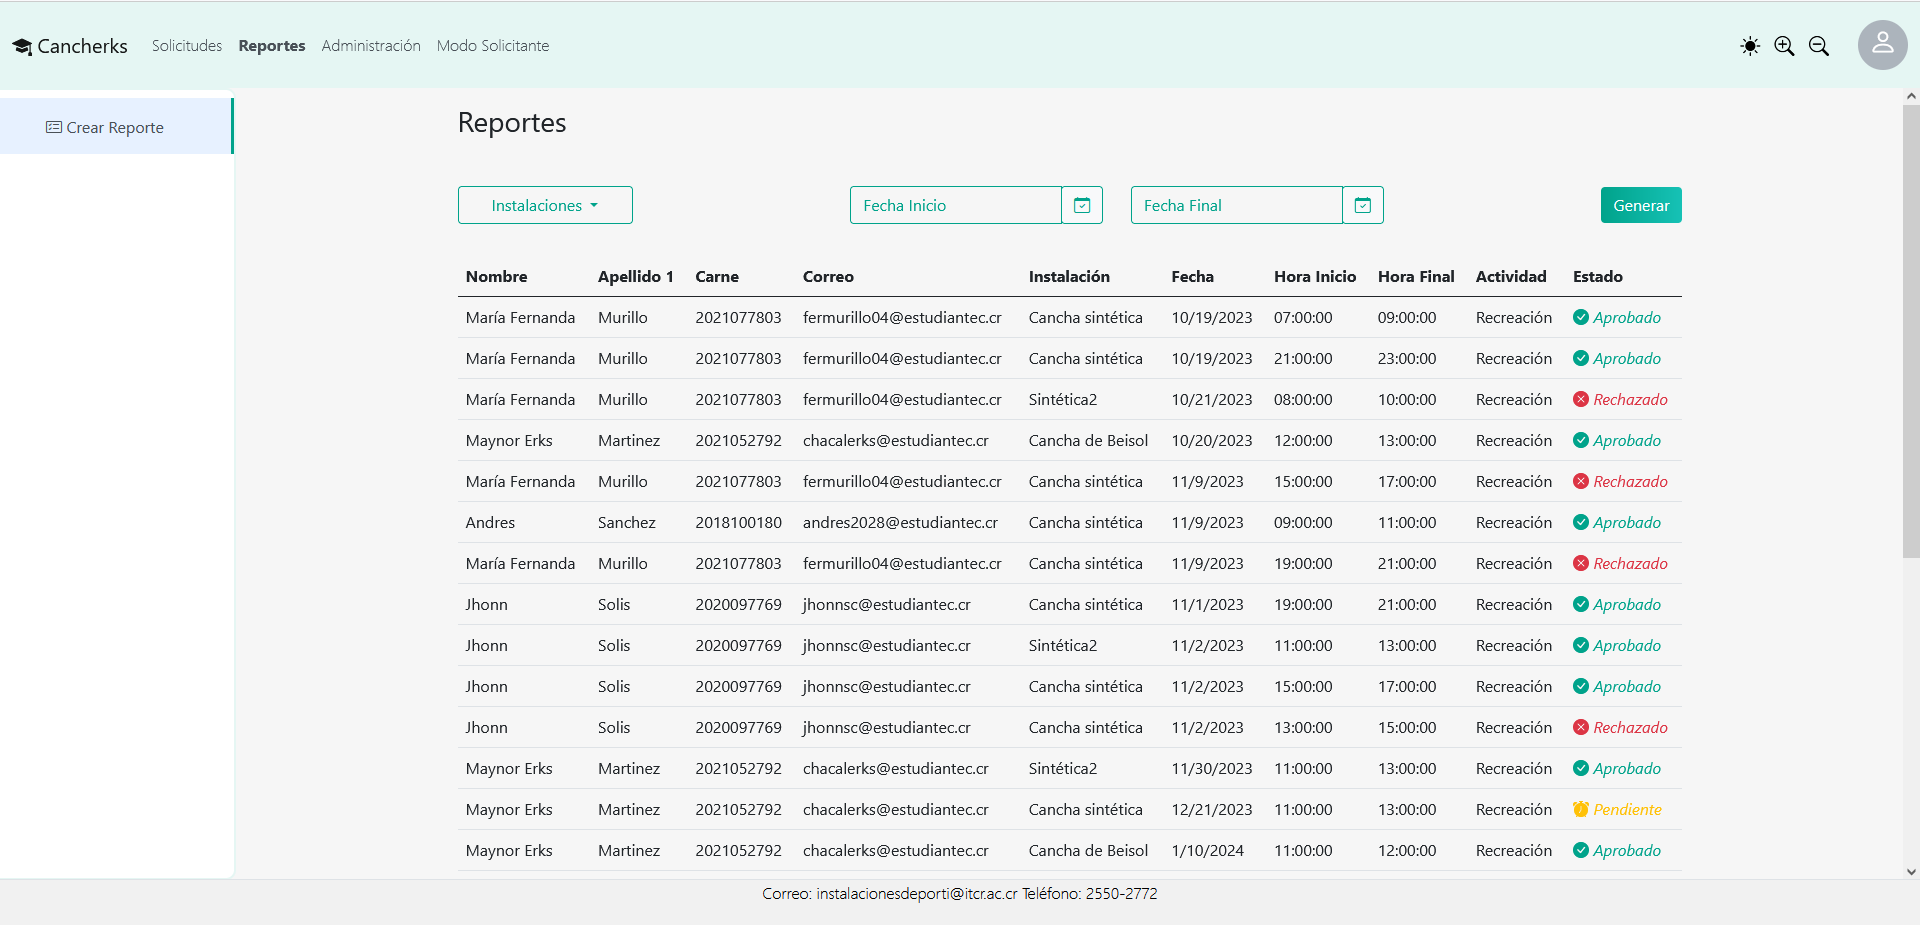 Cancherks Solicitudes Reportes Administración Modo Solicitante
Crear Reporte
Reportes
Instalaciones Fecha Inicio Fecha Final Generar
Nombre Apellido 1 Carne Correo Instalación Fecha Hora Inicio Hora Final Actividad Estado
María Fernanda Murillo 2021077803 fermurillo04@estudiantec.cr Cancha sintética 10/19/2023 07:00:00 09:00:00 Recreación Aprobado
María Fernanda Murillo 2021077803 fermurillo04@estudiantec.cr Cancha sintética 10/19/2023 21:00:00 23:00:00 Recreación Aprobado
María Fernanda Murillo 2021077803 fermurillo04@estudiantec.cr Sintética2 10/21/2023 08:00:00 10:00:00 Recreación Rechazado
Maynor Erks Martinez 2021052792 chacalerks@estudiantec.cr Cancha de Beisol 10/20/2023 12:00:00 13:00:00 Recreación Aprobado
María Fernanda Murillo 2021077803 fermurillo04@estudiantec.cr Cancha sintética 11/9/2023 15:00:00 17:00:00 Recreación Rechazado
Andres Sanchez 2018100180 andres2028@estudiantec.cr Cancha sintética 11/9/2023 09:00:00 11:00:00 Recreación Aprobado
María Fernanda Murillo 2021077803 fermurillo04@estudiantec.cr Cancha sintética 11/9/2023 19:00:00 21:00:00 Recreación Rechazado
Jhonn Solis 2020097769 jhonnsc@estudiantec.cr Cancha sintética 11/1/2023 19:00:00 21:00:00 Recreación Aprobado
Jhonn Solis 2020097769 jhonnsc@estudiantec.cr Sintética2 11/2/2023 11:00:00 13:00:00 Recreación Aprobado
Jhonn Solis 2020097769 jhonnsc@estudiantec.cr Cancha sintética 11/2/2023 15:00:00 17:00:00 Recreación Aprobado
Jhonn Solis 2020097769 jhonnsc@estudiantec.cr Cancha sintética 11/2/2023 13:00:00 15:00:00 Recreación Rechazado
Maynor Erks Martinez 2021052792 chacalerks@estudiantec.cr Sintética2 11/30/2023 11:00:00 13:00:00 Recreación Aprobado
Maynor Erks Martinez 2021052792 chacalerks@estudiantec.cr Cancha sintética 12/21/2023 11:00:00 13:00:00 Recreación Pendiente
Maynor Erks Martinez 2021052792 chacalerks@estudiantec.cr Cancha de Beisol 1/10/2024 11:00:00 12:00:00 Recreación Aprobado
Correo: instalacionesdeporti@itcr.ac.cr Teléfono: 2550-2772